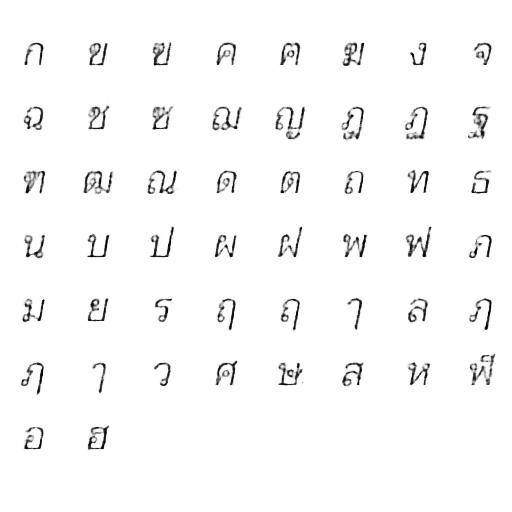 ก ข ฃ ค ฅ ฆ ง จ
ฉ ช ซ ฌ ญ ฎ ฏ ฐ
ฑ ฒ ณ ด ต ถ ท ธ
น บ ป ผ ฝ พ ฟ ภ
ม ย ร ฤ ฤ ๅ ล ฦ
ฦ ๅ ว ศ ษ ส ห ฬ
อ ฮ